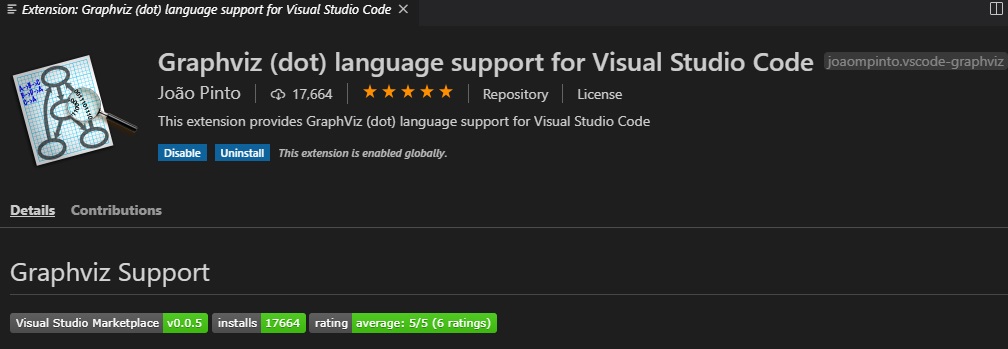 Extension: Graphviz (dot) language support for Visual Studio Code
Graphviz (dot) language support for Visual Studio Code joaompinto.vscode-graphviz
João Pinto 17,664 Repository License
This extension provides GraphViz (dot) language support for Visual Studio Code
Disable Uninstall This extension is enabled globally.
Details Contributions
Graphviz Support
Visual Studio Marketplace v0.0.5 installs 17664 rating average: 5/5 (6 ratings)